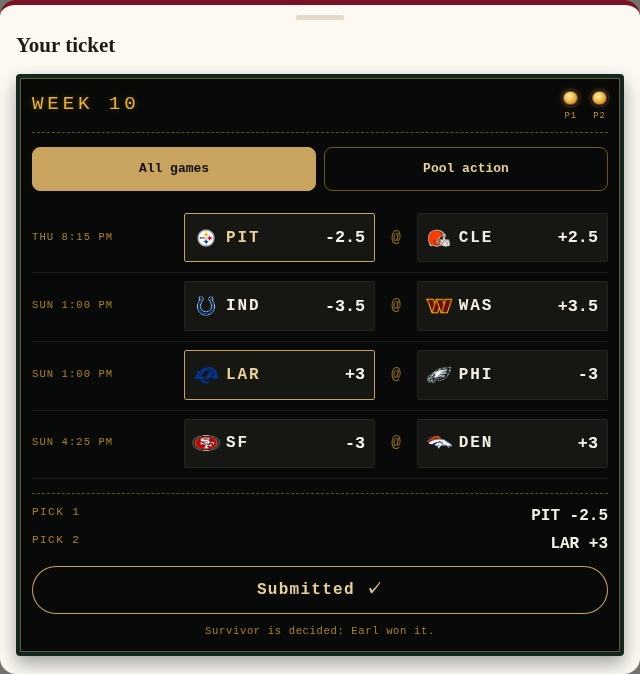 Your ticket
WEEK 10
P1 P2
All games Pool action
THU 8:15 PM PIT -2.5 @ CLE +2.5
SUN 1:00 PM IND -3.5 @ WAS +3.5
SUN 1:00 PM LAR +3 @ PHI -3
SUN 4:25 PM SF -3 @ DEN +3
PICK 1 PIT -2.5
PICK 2 LAR +3
Submitted ✓
Survivor is decided: Earl won it.